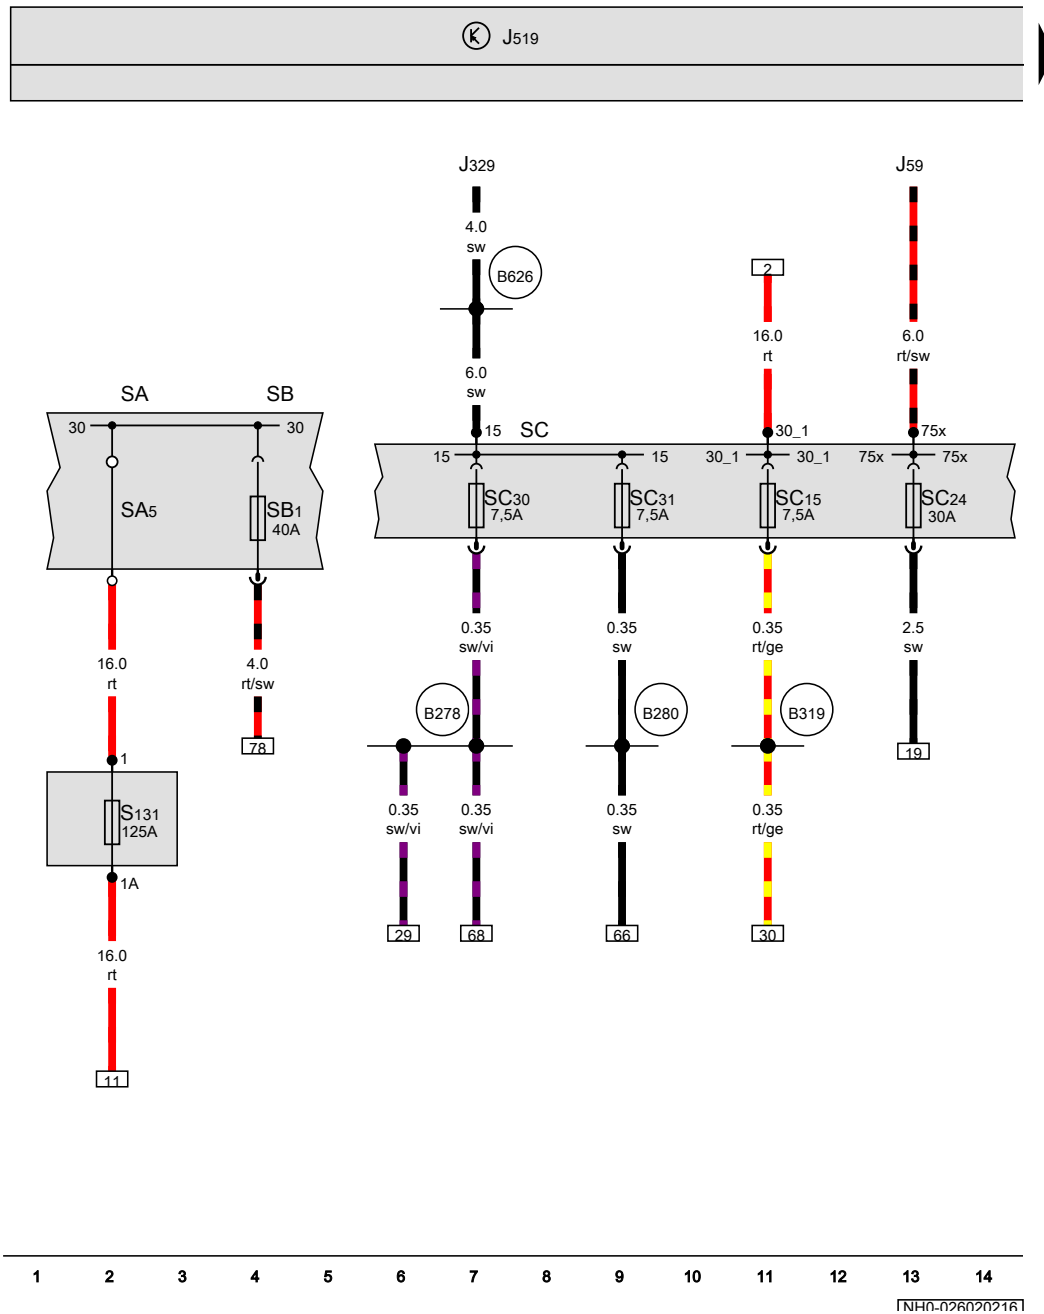 J519
J329
J59
4.0
sw
B626
2
16.0
rt
6.0
rt/sw
6.0
sw
SA
SB
30
30
15
SC
30_1
75x
15
15
30_1
30_1
75x
75x
SA5
SB1
40A
SC30
7,5A
SC31
7,5A
SC15
7,5A
SC24
30A
0.35
sw/vi
0.35
sw
0.35
rt/ge
2.5
sw
16.0
rt
4.0
rt/sw
B278
B280
B319
78
19
1
S131
125A
0.35
sw/vi
0.35
sw/vi
0.35
sw
0.35
rt/ge
1A
29
68
66
30
16.0
rt
11
1 2 3 4 5 6 7 8 9 10 11 12 13 14
NH0-026020216